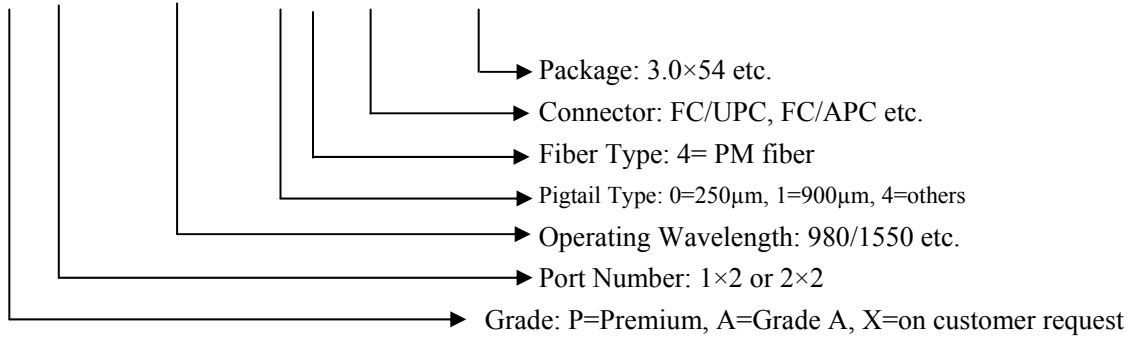 Package: 3.0×54 etc.
Connector: FC/UPC, FC/APC etc.
Fiber Type: 4= PM fiber
Pigtail Type: 0=250µm, 1=900µm, 4=others
Operating Wavelength: 980/1550 etc.
Port Number: 1×2 or 2×2
Grade: P=Premium, A=Grade A, X=on customer request